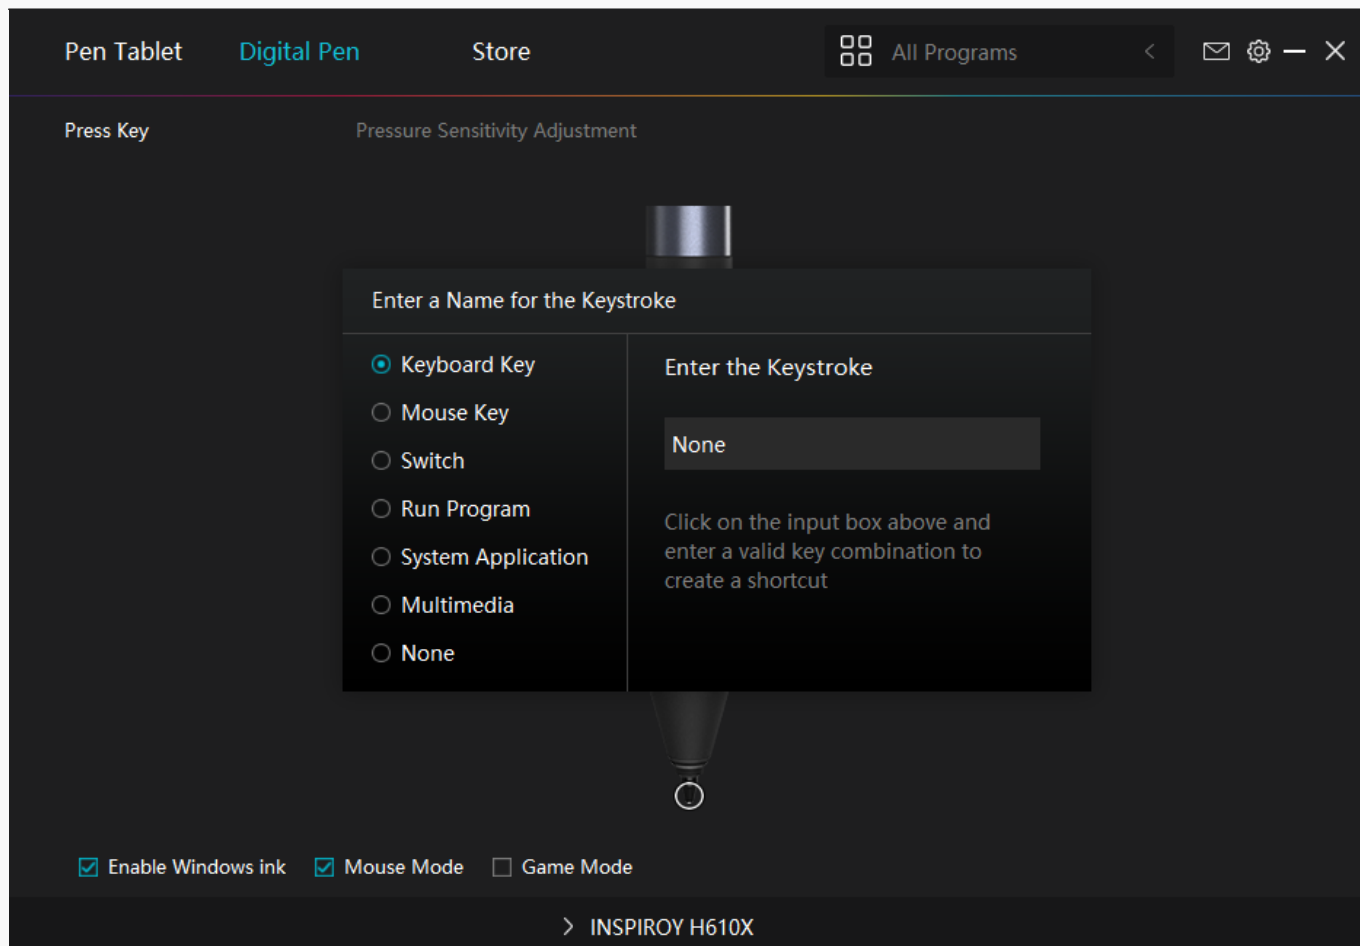 Pen Tablet
Digital Pen
Store
All Programs
Press Key
Pressure Sensitivity Adjustment
Enter a Name for the Keystroke
Keyboard Key
Mouse Key
Switch
Run Program
System Application
Multimedia
None
Enter the Keystroke
None
Click on the input box above and
enter a valid key combination to
create a shortcut
Enable Windows ink
Mouse Mode
Game Mode
INSPIROY H610X